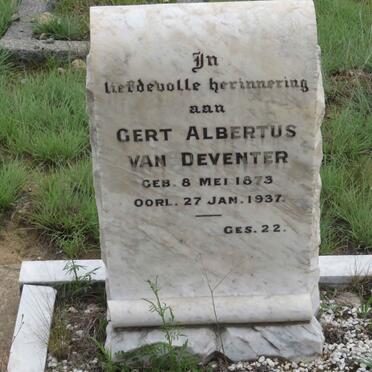 In
liefdevolle herinnering
aan
GERT ALBERTUS
VAN DEVENTER
GEB. 8 MEI 1873
OORL. 27 JAN. 1937.
GES. 22.